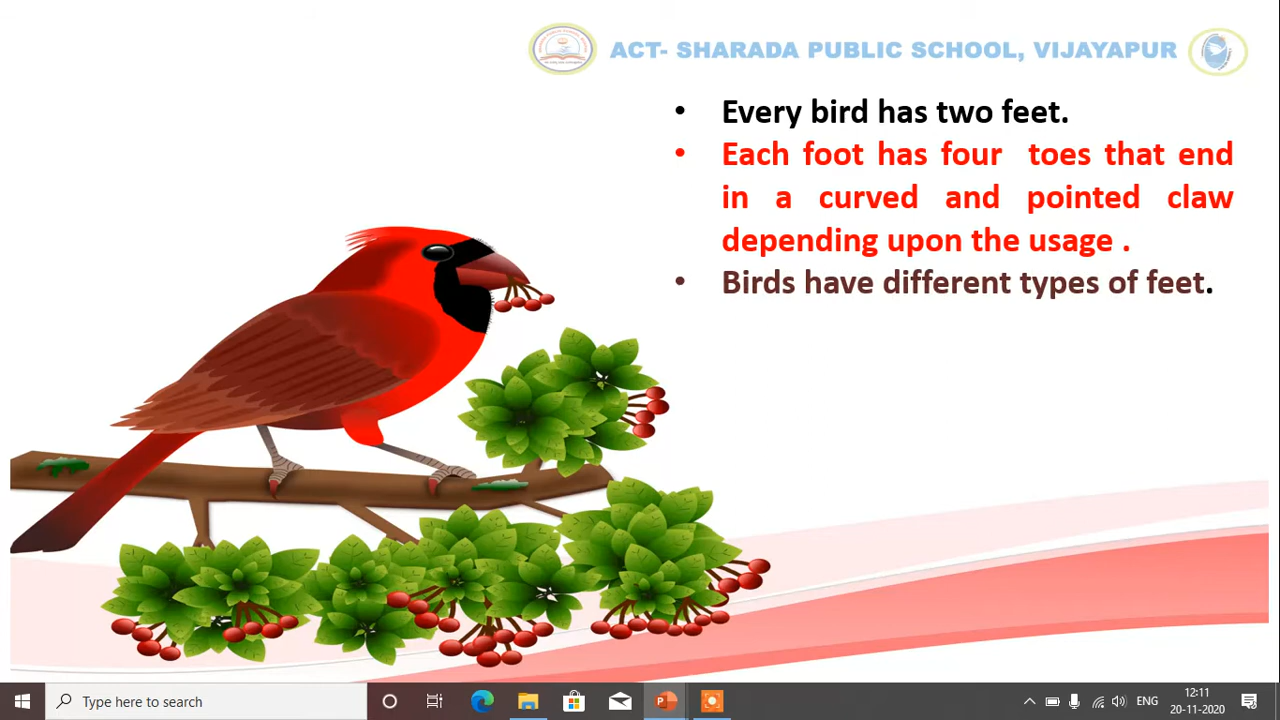 ACT- SHARADA PUBLIC SCHOOL, VIJAYAPUR
• Every bird has two feet.
• Each foot has four toes that end
in a curved and pointed claw
depending upon the usage .
• Birds have different types of feet.
Type here to search
ENG
12:11
20-11-2020